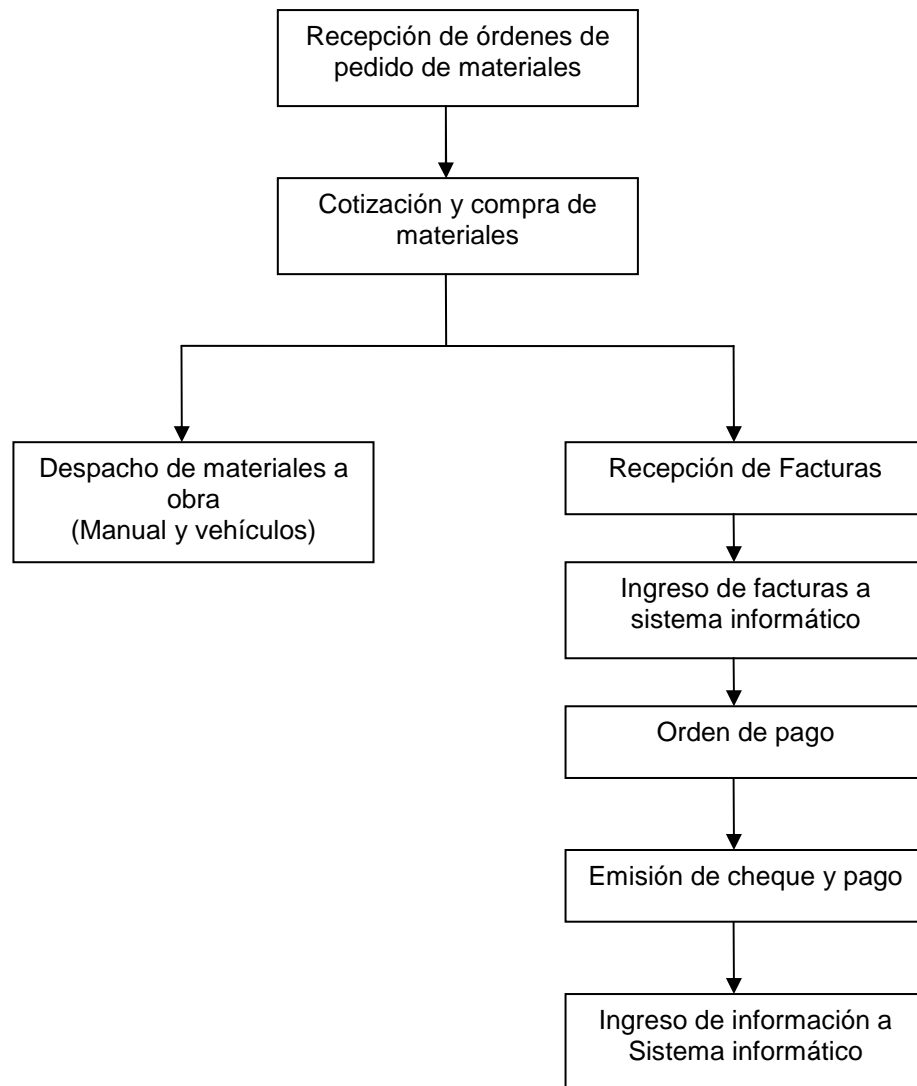 Recepción de órdenes de
pedido de materiales
Cotización y compra de
materiales
Despacho de materiales a
obra
(Manual y vehículos)
Recepción de Facturas
Ingreso de facturas a
sistema informático
Orden de pago
Emisión de cheque y pago
Ingreso de información a
Sistema informático